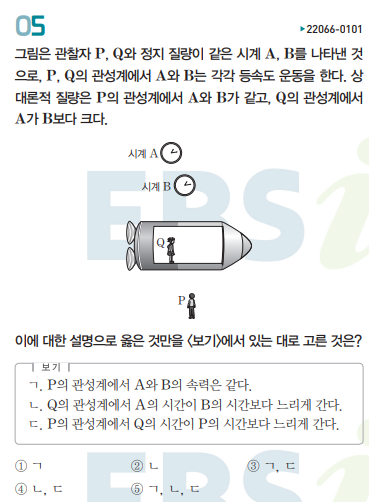 05
▶22066-0101
그림은 관찰자 P, Q와 정지 질량이 같은 시계 A, B를 나타낸 것
으로, P, Q의 관성계에서 A와 B는 각각 등속도 운동을 한다. 상
대론적 질량은 P의 관성계에서 A와 B가 같고, Q의 관성계에서
A가 B보다 크다.
시계 A
시계 B
EBSi
Q
P
이에 대한 설명으로 옳은 것만을 <보기>에서 있는 대로 고른 것은?
보기
ㄱ. P의 관성계에서 A와 B의 속력은 같다.
ㄴ. Q의 관성계에서 A의 시간이 B의 시간보다 느리게 간다.
ㄷ. P의 관성계에서 Q의 시간이 P의 시간보다 느리게 간다.
① ㄱ ② ㄴ ③ ㄱ, ㄷ
④ ㄴ, ㄷ ⑤ ㄱ, ㄴ, ㄷ
EBSi